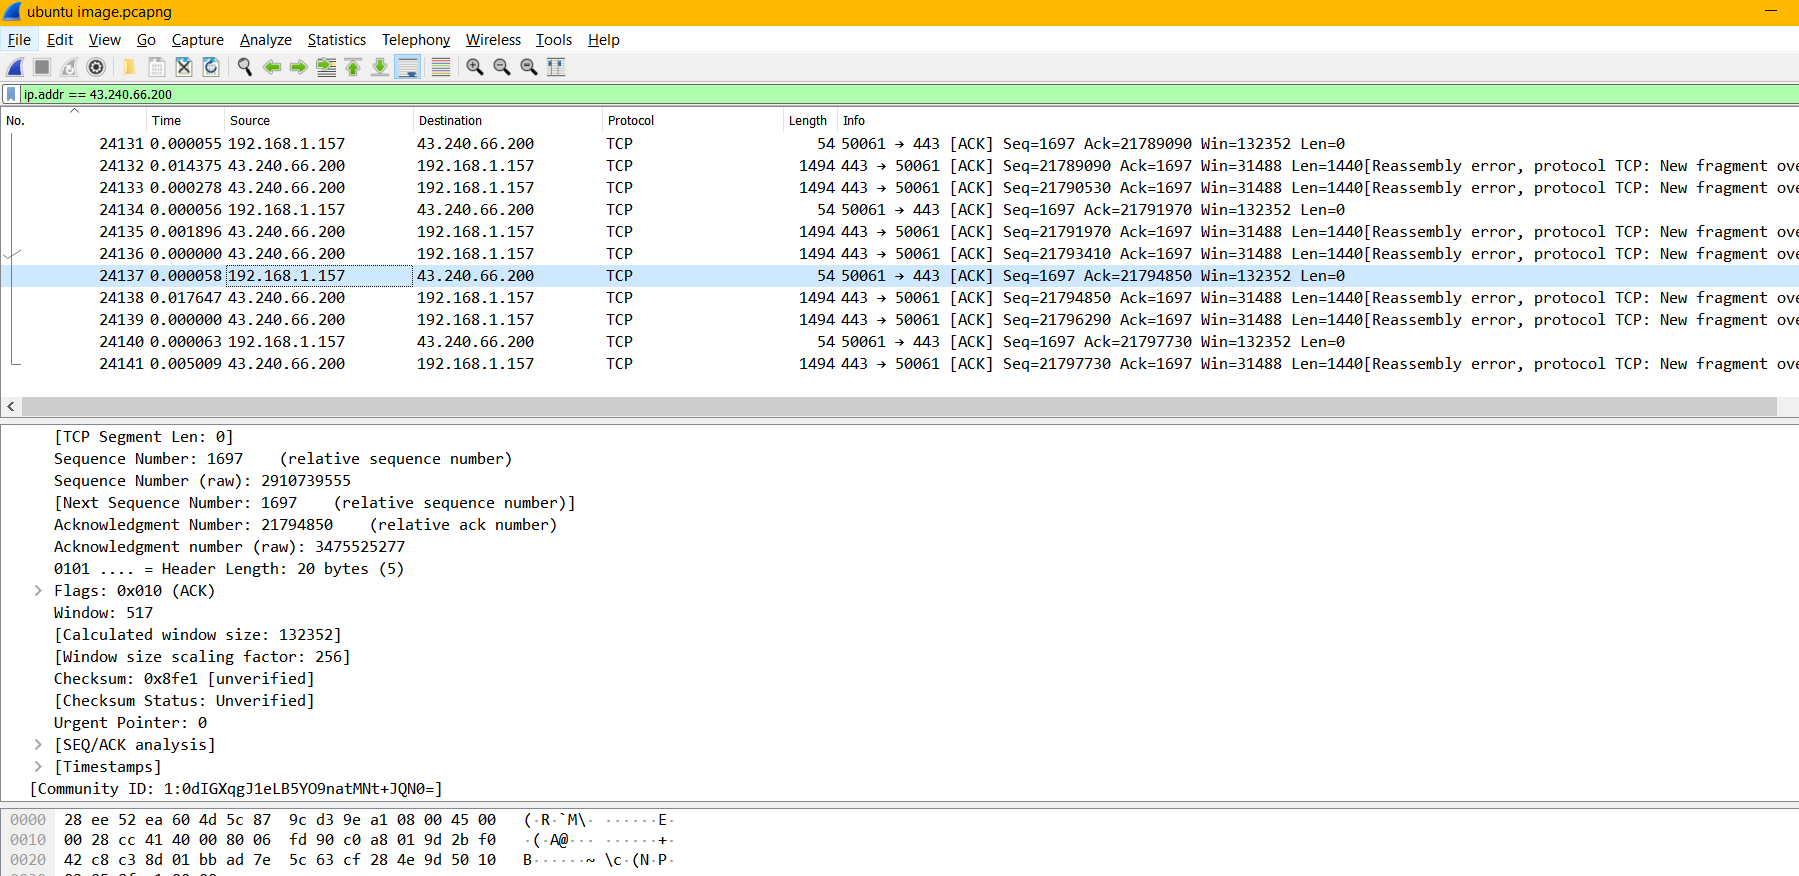 ubuntu image.pcapng
File Edit View Go Capture Analyze Statistics Telephony Wireless Tools Help
ip.addr == 43.240.66.200
No. Time Source Destination Protocol Length Info
24131 0.000055 192.168.1.157 43.240.66.200 TCP 54 50061 → 443 [ACK] Seq=1697 Ack=21789090 Win=132352 Len=0
24132 0.014375 43.240.66.200 192.168.1.157 TCP 1494 443 → 50061 [ACK] Seq=21789090 Ack=1697 Win=31488 Len=1440[Reassembly error, protocol TCP: New fragment ove
24133 0.000278 43.240.66.200 192.168.1.157 TCP 1494 443 → 50061 [ACK] Seq=21790530 Ack=1697 Win=31488 Len=1440[Reassembly error, protocol TCP: New fragment ove
24134 0.000056 192.168.1.157 43.240.66.200 TCP 54 50061 → 443 [ACK] Seq=1697 Ack=21791970 Win=132352 Len=0
24135 0.001896 43.240.66.200 192.168.1.157 TCP 1494 443 → 50061 [ACK] Seq=21791970 Ack=1697 Win=31488 Len=1440[Reassembly error, protocol TCP: New fragment ove
24136 0.000000 43.240.66.200 192.168.1.157 TCP 1494 443 → 50061 [ACK] Seq=21793410 Ack=1697 Win=31488 Len=1440[Reassembly error, protocol TCP: New fragment ove
24137 0.000058 192.168.1.157 43.240.66.200 TCP 54 50061 → 443 [ACK] Seq=1697 Ack=21794850 Win=132352 Len=0
24138 0.017647 43.240.66.200 192.168.1.157 TCP 1494 443 → 50061 [ACK] Seq=21794850 Ack=1697 Win=31488 Len=1440[Reassembly error, protocol TCP: New fragment ove
24139 0.000000 43.240.66.200 192.168.1.157 TCP 1494 443 → 50061 [ACK] Seq=21796290 Ack=1697 Win=31488 Len=1440[Reassembly error, protocol TCP: New fragment ove
24140 0.000063 192.168.1.157 43.240.66.200 TCP 54 50061 → 443 [ACK] Seq=1697 Ack=21797730 Win=132352 Len=0
24141 0.005009 43.240.66.200 192.168.1.157 TCP 1494 443 → 50061 [ACK] Seq=21797730 Ack=1697 Win=31488 Len=1440[Reassembly error, protocol TCP: New fragment ove
[TCP Segment Len: 0]
Sequence Number: 1697 (relative sequence number)
Sequence Number (raw): 2910739555
[Next Sequence Number: 1697 (relative sequence number)]
Acknowledgment Number: 21794850 (relative ack number)
Acknowledgment number (raw): 3475525277
0101 .... = Header Length: 20 bytes (5)
Flags: 0x010 (ACK)
Window: 517
[Calculated window size: 132352]
[Window size scaling factor: 256]
Checksum: 0x8fe1 [unverified]
[Checksum Status: Unverified]
Urgent Pointer: 0
[SEQ/ACK analysis]
[Timestamps]
[Community ID: 1:0dIGXqgJ1eLB5YO9natMNt+JQN0=]
0000 28 ee 52 ea 60 4d 5c 87 9c d3 9e a1 08 00 45 00 (·R·`M\· ······E·
0010 00 28 cc 41 40 00 80 06 fd 90 c0 a8 01 9d 2b f0 ·(·A@··· ······+·
0020 42 c8 c3 8d 01 bb ad 7e 5c 63 cf 28 4e 9d 50 10 B······~ \c·(N·P·